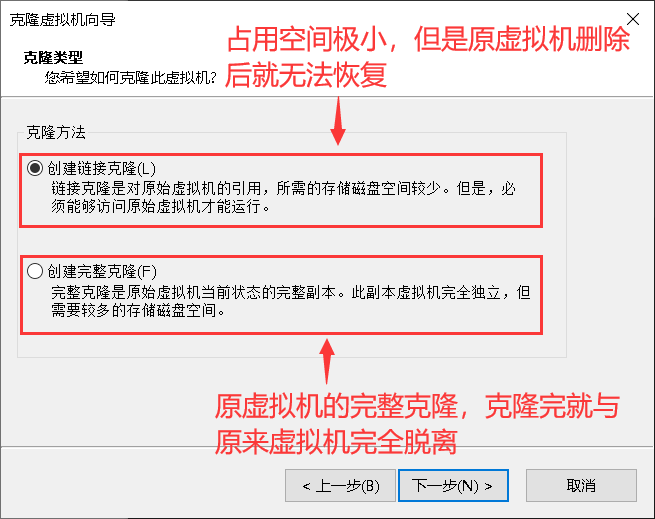 克隆虚拟机向导
占用空间极小，但是原虚拟机删除
后就无法恢复
克隆类型
您希望如何克隆此虚拟机?
克隆方法
创建链接克隆(L)
链接克隆是对原始虚拟机的引用，所需的存储磁盘空间较少。但是，必
须能够访问原始虚拟机才能运行。
创建完整克隆(F)
完整克隆是原始虚拟机当前状态的完整副本。此副本虚拟机完全独立，但
需要较多的存储磁盘空间。
原虚拟机的完整克隆，克隆完就与
原来虚拟机完全脱离
< 上一步(B)
下一步(N) >
取消